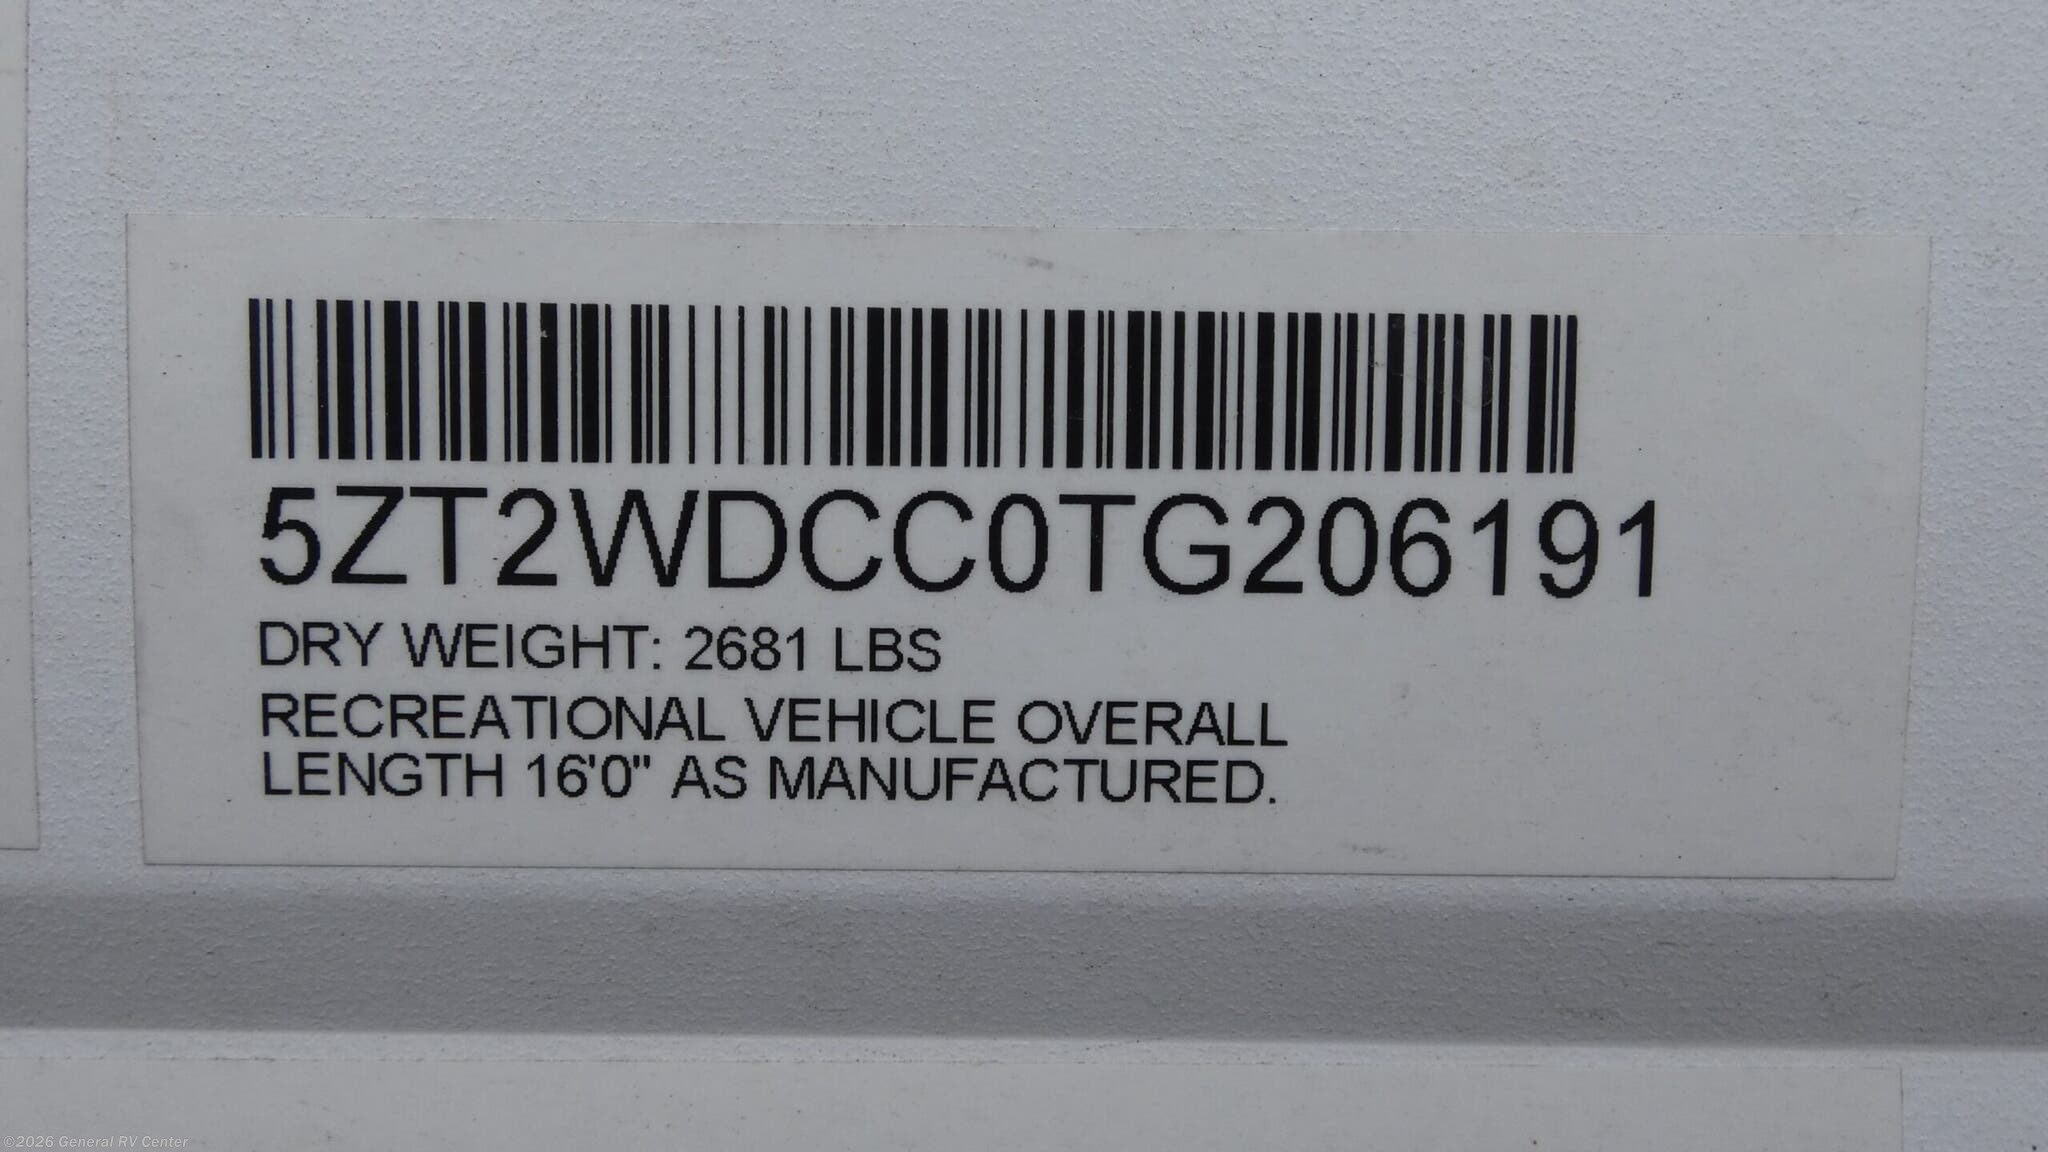 5ZT2WDCC0TG206191
DRY WEIGHT: 2681 LBS
RECREATIONAL VEHICLE OVERALL
LENGTH 16'0" AS MANUFACTURED.
©2026 General RV Center